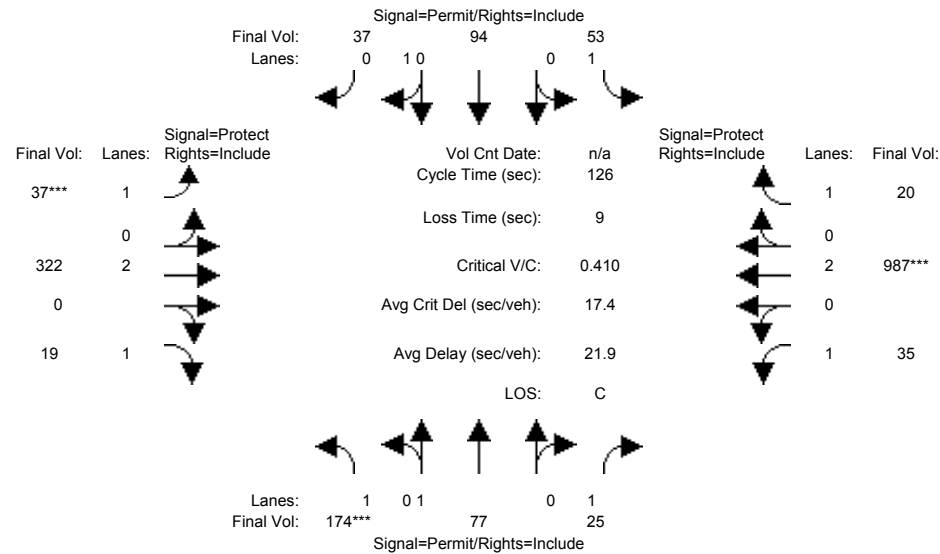 Signal=Permit/Rights=Include
Final Vol: 37 94 53
Lanes: 0 1 0 0 1
Signal=Protect Signal=Protect
Final Vol: Lanes: Rights=Include Vol Cnt Date: n/a Rights=Include Lanes: Final Vol:
Cycle Time (sec): 126
37*** 1 1 20
Loss Time (sec): 9
0 0
322 2 Critical V/C: 0.410 2 987***
0 Avg Crit Del (sec/veh): 17.4 0
19 1 Avg Delay (sec/veh): 21.9 1 35
LOS: C
Lanes: 1 0 1 0 1
Final Vol: 174*** 77 25
Signal=Permit/Rights=Include